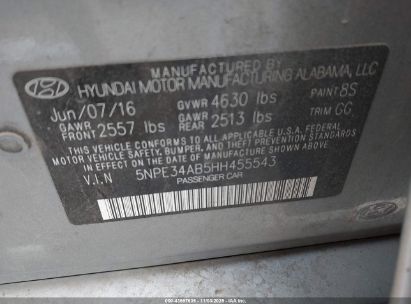 MANUFACTURED BY
HYUNDAI MOTOR MANUFACTURING ALABAMA, LLC
Jun/07/16 GVWR 4630 lbs PAINT 8S
GAWR FRONT 2557 lbs GAWR REAR 2513 lbs TRIM GG
THIS VEHICLE CONFORMS TO ALL APPLICABLE U.S.A. FEDERAL
MOTOR VEHICLE SAFETY, BUMPER, AND THEFT PREVENTION STANDARDS
IN EFFECT ON THE DATE OF MANUFACTURE SHOWN ABOVE.
V.I.N 5NPE34AB5HH455543
PASSENGER CAR